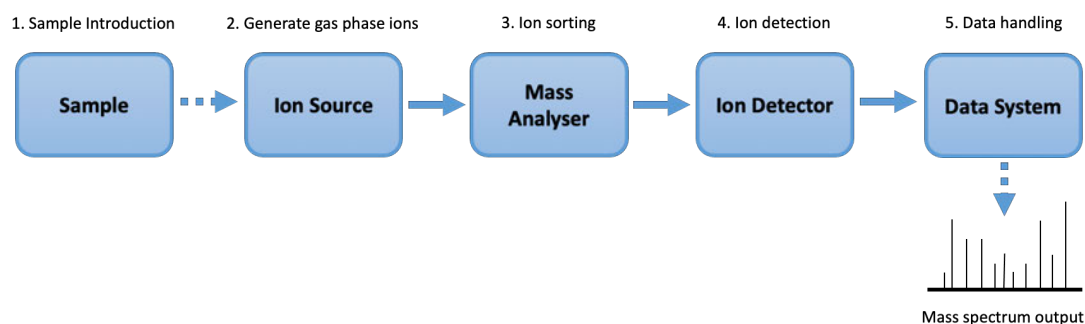 1. Sample Introduction
2. Generate gas phase ions
3. Ion sorting
4. Ion detection
5. Data handling
Sample
Ion Source
Mass
Analyser
Ion Detector
Data System
Mass spectrum output